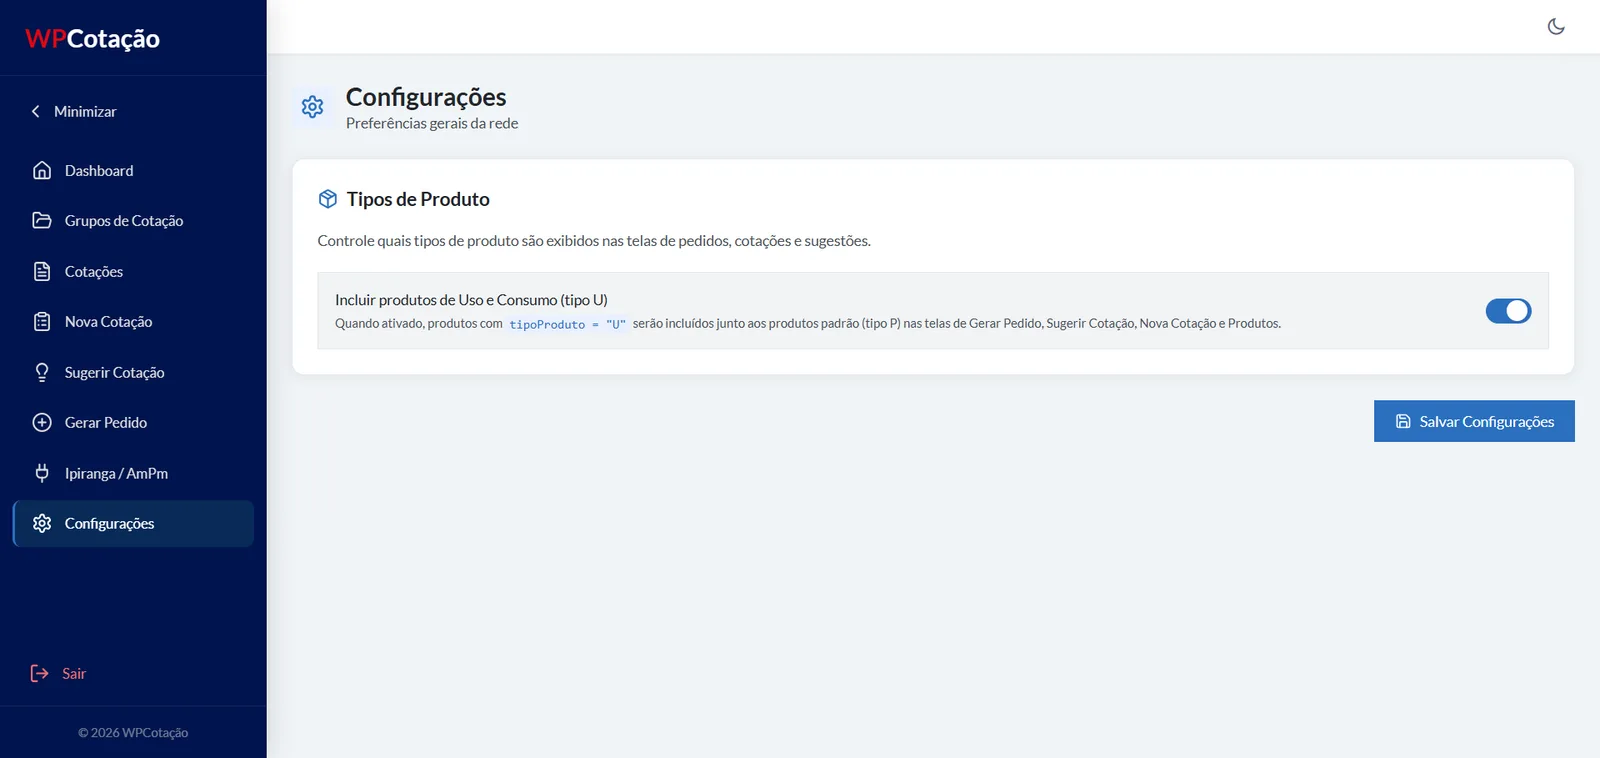 WPCotação
Minimizar
Dashboard
Grupos de Cotação
Cotações
Nova Cotação
Sugerir Cotação
Gerar Pedido
Ipiranga / AmPm
Configurações
Sair
© 2026 WPCotação
Configurações
Preferências gerais da rede
Tipos de Produto
Controle quais tipos de produto são exibidos nas telas de pedidos, cotações e sugestões.
Incluir produtos de Uso e Consumo (tipo U)
Quando ativado, produtos com tipoProduto = "U" serão incluídos junto aos produtos padrão (tipo P) nas telas de Gerar Pedido, Sugerir Cotação, Nova Cotação e Produtos.
Salvar Configurações